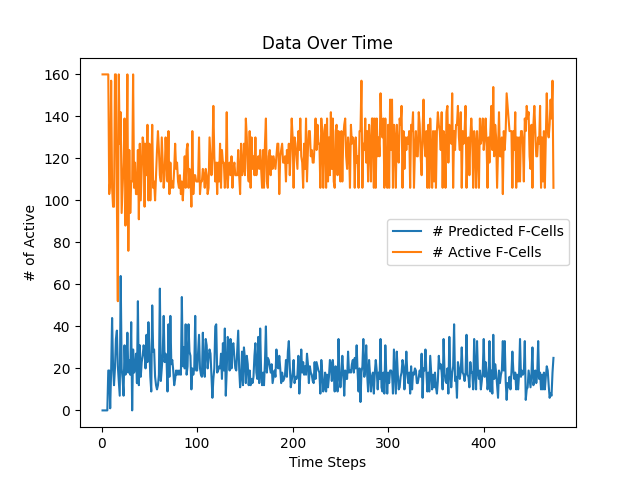 Data Over Time
160
140
120
100
80
60
40
20
0
# of Active
# Predicted F-Cells
# Active F-Cells
0 100 200 300 400
Time Steps